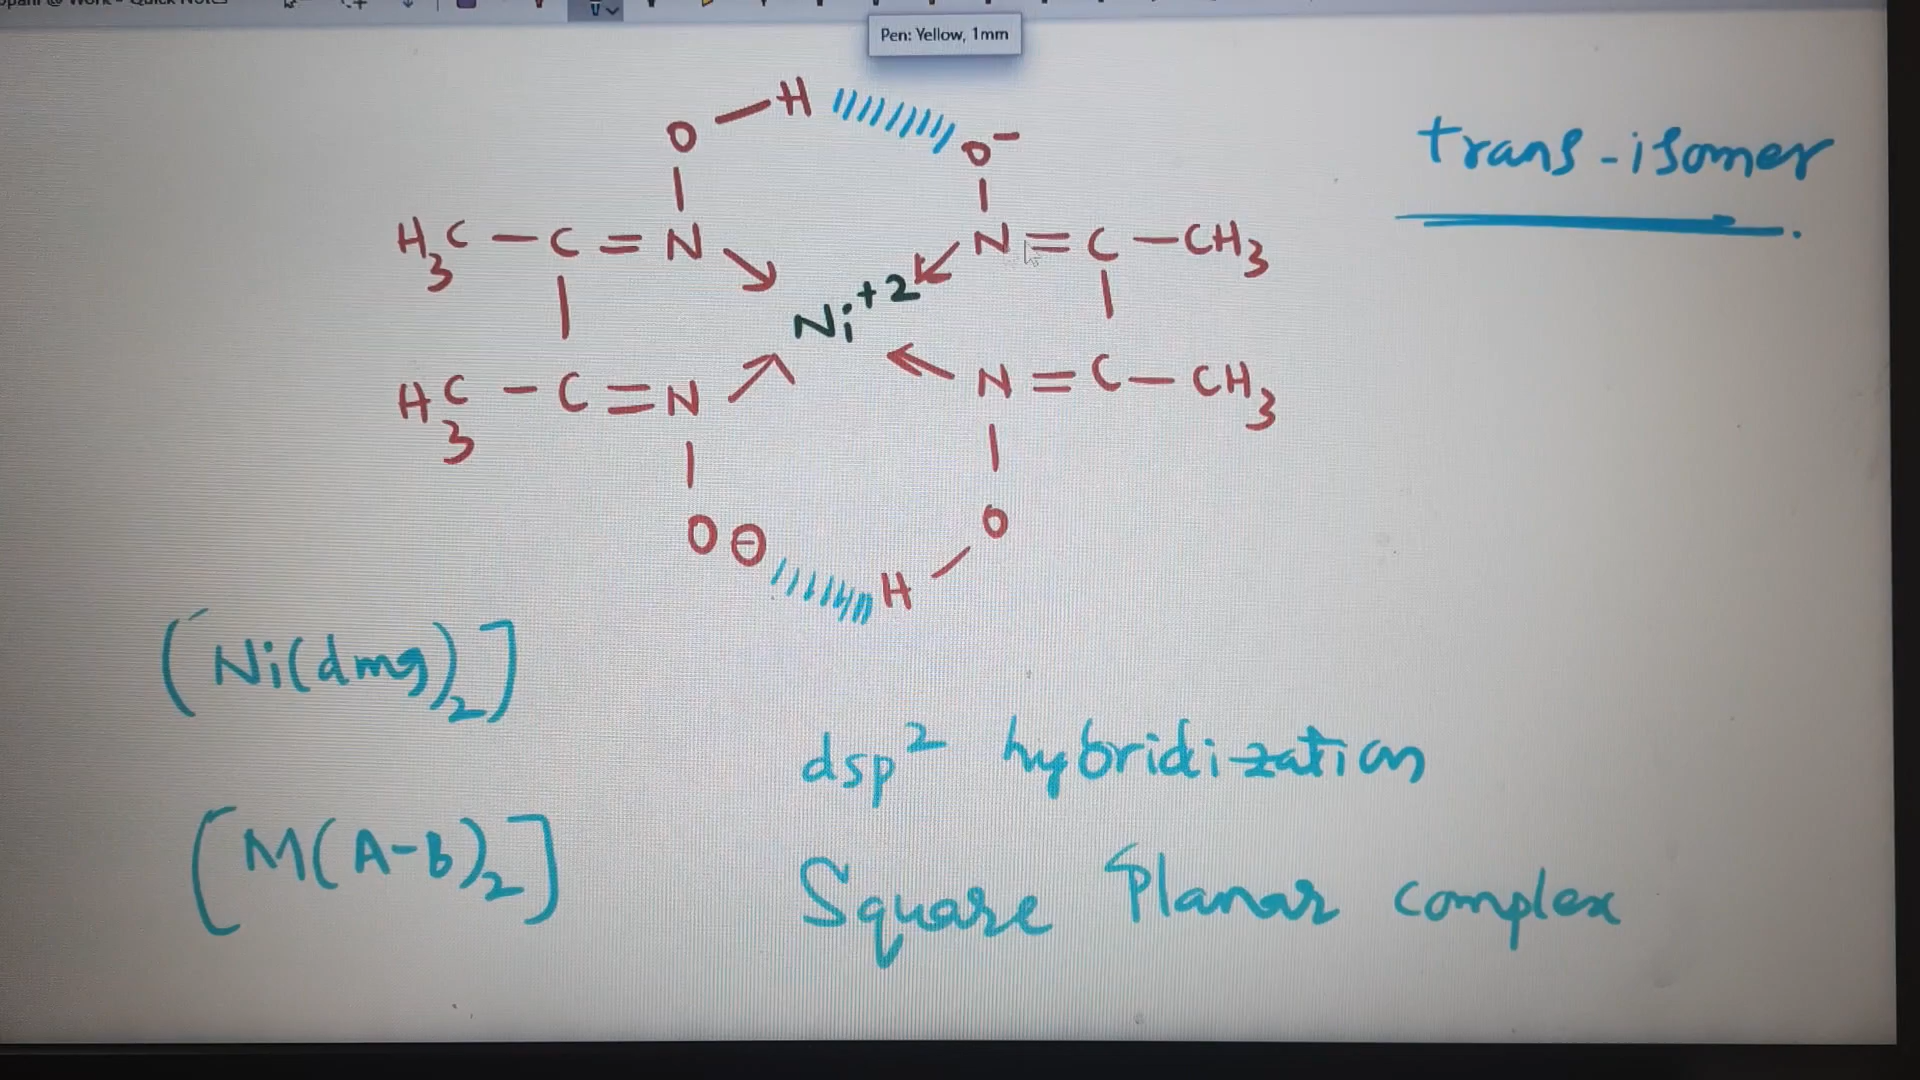 Pen: Yellow, 1mm
trans-isomer.
O — H O⁻
H₃C — C = N N = C — CH₃
Ni⁺²
H₃C — C = N N = C — CH₃
O ⊖ H O
(Ni(dmg)₂]
dsp² hybridization
[M(A-b)₂]
Square Planar complex